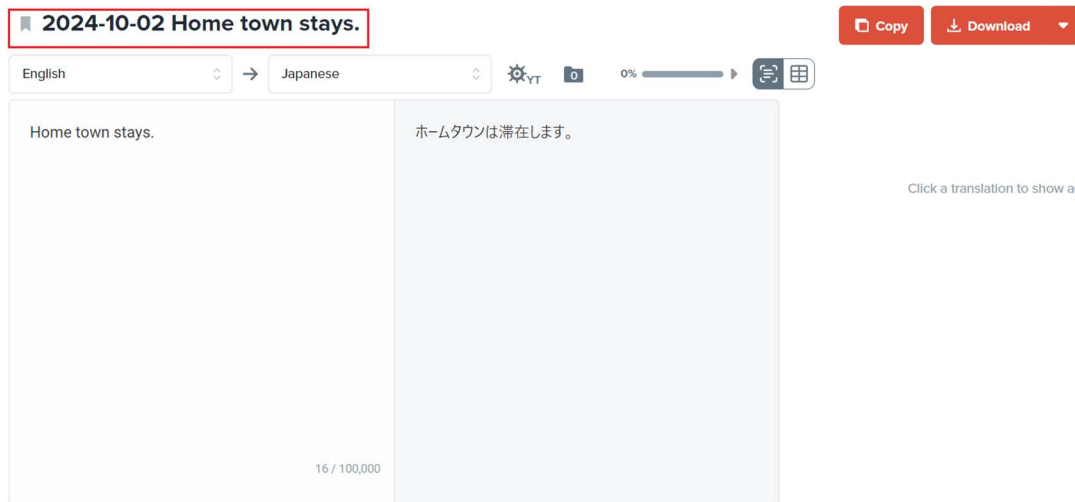 2024-10-02 Home town stays.
Copy
Download
English
Japanese
YT
0
0%
Home town stays.
ホームタウンは滞在します。
Click a translation to show a
16 / 100,000